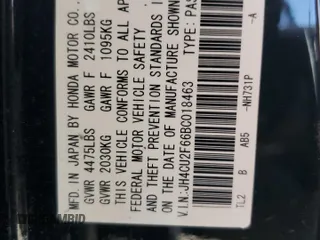 MFD. IN JAPAN BY HONDA MOTOR CO.,
GVWR 4475LBS GAWR F 2410LBS
GVWR 2030KG GAWR F 1095KG
THIS VEHICLE CONFORMS TO ALL AP
FEDERAL MOTOR VEHICLE SAFETY
AND THEFT PREVENTION STANDARDS I
ON THE DATE OF MANUFACTURE SHOWN
V.I.N: JH4CU2F66BC018463 TYPE: PAS
TL2 B AB5 -NH731P -A